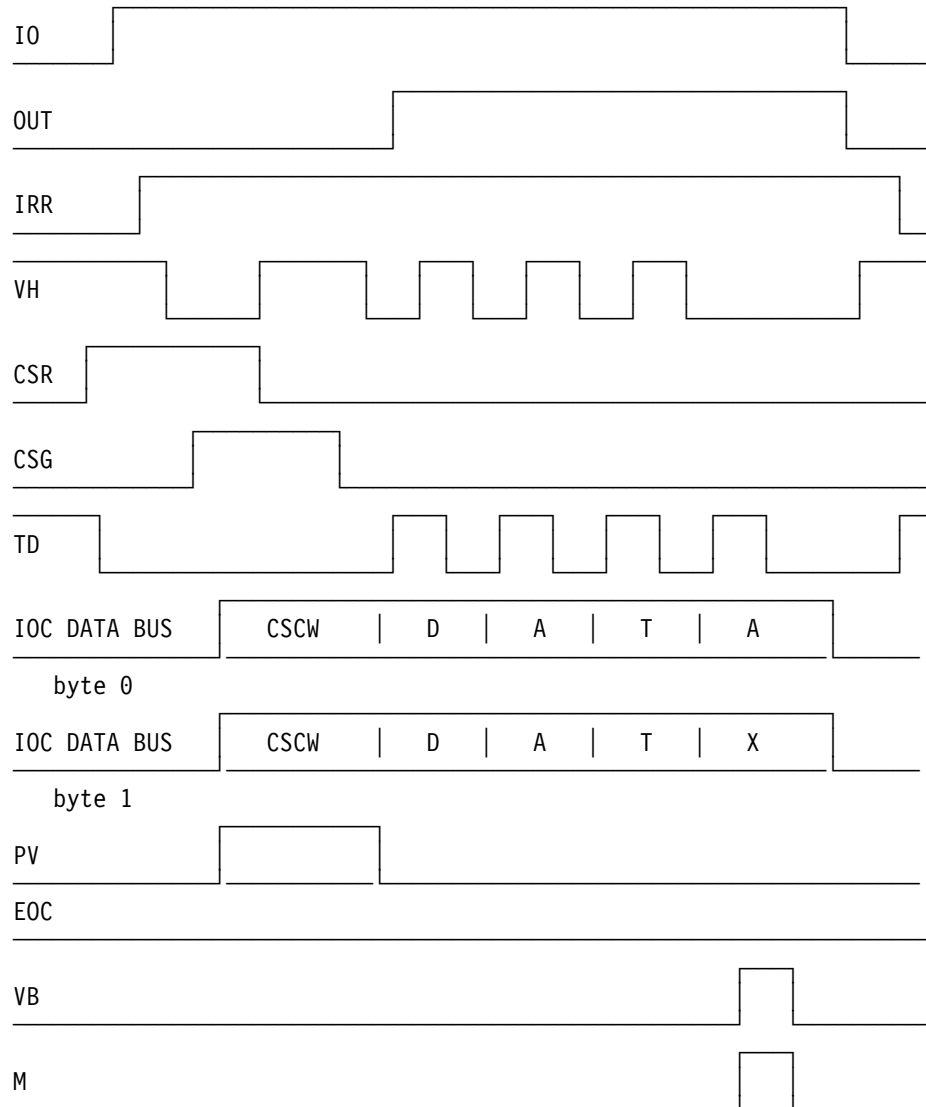 IO
OUT
IRR
VH
CSR
CSG
TD
IOC DATA BUS CSCW | D | A | T | A
byte 0
IOC DATA BUS CSCW | D | A | T | X
byte 1
PV
EOC
VB
M